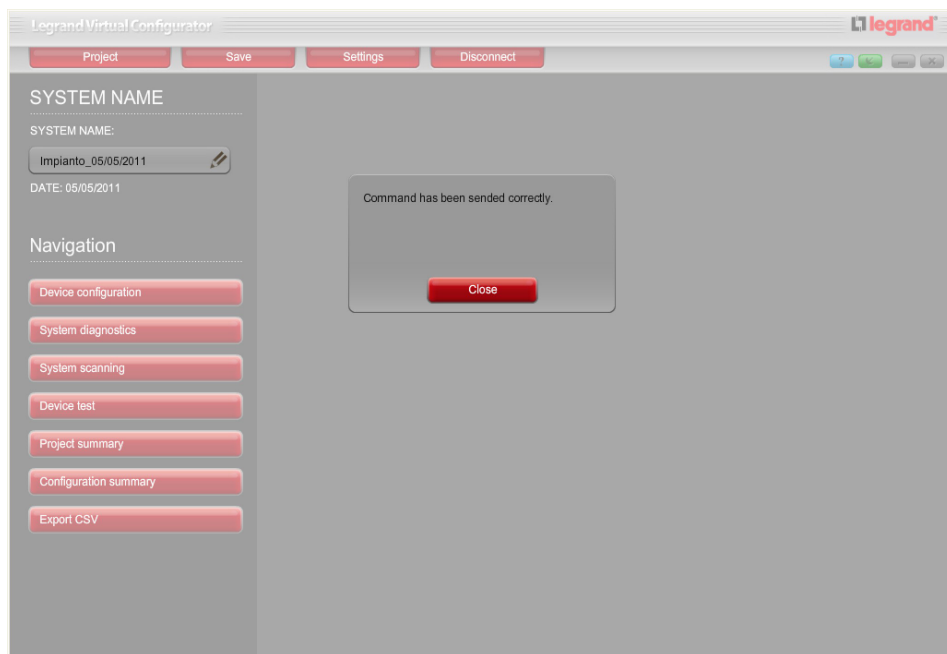 Legrand Virtual Configurator
legrand®
Project Save Settings Disconnect
?
SYSTEM NAME
SYSTEM NAME:
Impianto_05/05/2011
DATE: 05/05/2011
Command has been sended correctly.
Close
Navigation
Device configuration
System diagnostics
System scanning
Device test
Project summary
Configuration summary
Export CSV